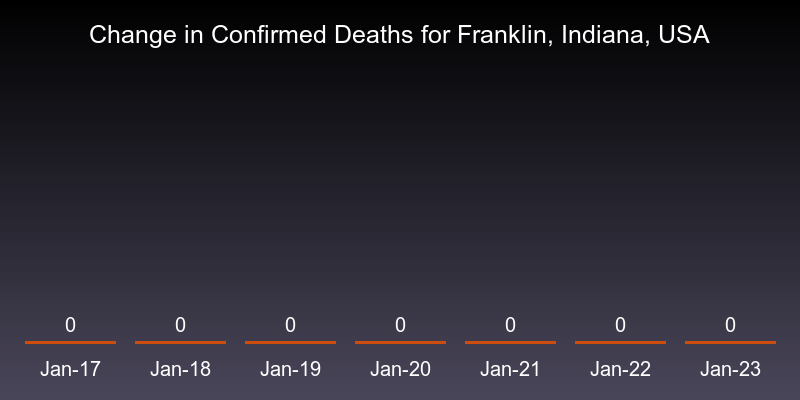 Change in Confirmed Deaths for Franklin, Indiana, USA
0 0 0 0 0 0 0
Jan-17 Jan-18 Jan-19 Jan-20 Jan-21 Jan-22 Jan-23